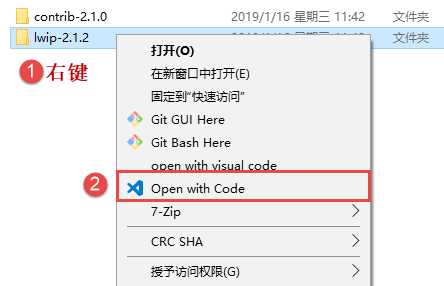 contrib-2.1.0 2019/1/16 星期三 11:42 文件夹
lwip-2.1.2 文件夹
1 右键
打开(O)
在新窗口中打开(E)
固定到"快速访问"
Git GUI Here
Git Bash Here
open with visual code
2
Open with Code
7-Zip
CRC SHA
授予访问权限(G)